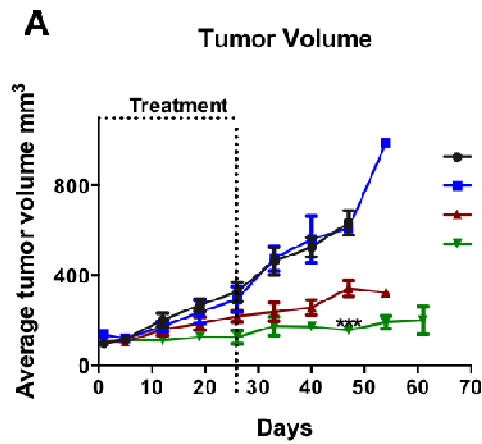 A
Tumor Volume
Average tumor volume mm³
Treatment
800
400
0
***
0 10 20 30 40 50 60 70
Days